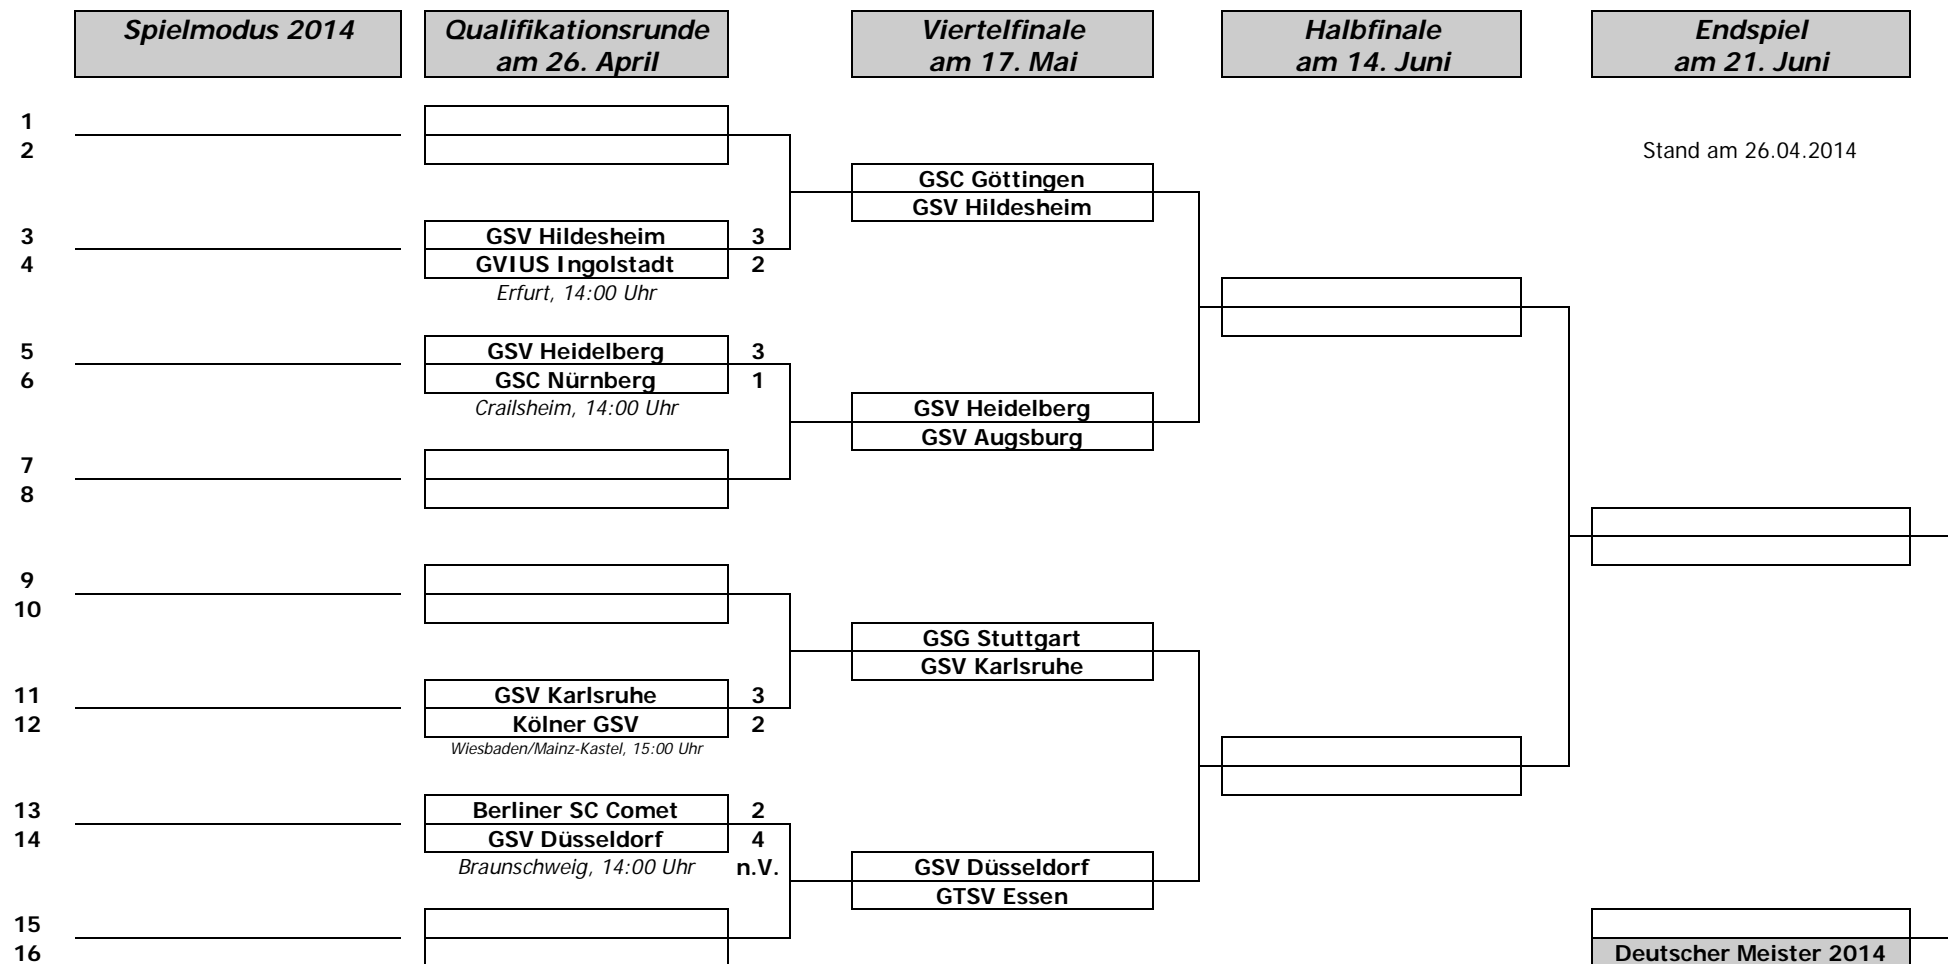 Spielmodus 2014
Qualifikationsrunde
am 26. April
Viertelfinale
am 17. Mai
Halbfinale
am 14. Juni
Endspiel
am 21. Juni
1
2
Stand am 26.04.2014
GSC Göttingen
GSV Hildesheim
3 GSV Hildesheim 3
4 GVIUS Ingolstadt 2
Erfurt, 14:00 Uhr
5 GSV Heidelberg 3
6 GSC Nürnberg 1
Crailsheim, 14:00 Uhr
GSV Heidelberg
GSV Augsburg
7
8
9
10
GSG Stuttgart
GSV Karlsruhe
11 GSV Karlsruhe 3
12 Kölner GSV 2
Wiesbaden/Mainz-Kastel, 15:00 Uhr
13 Berliner SC Comet 2
14 GSV Düsseldorf 4
Braunschweig, 14:00 Uhr n.V.
GSV Düsseldorf
GTSV Essen
15
16
Deutscher Meister 2014